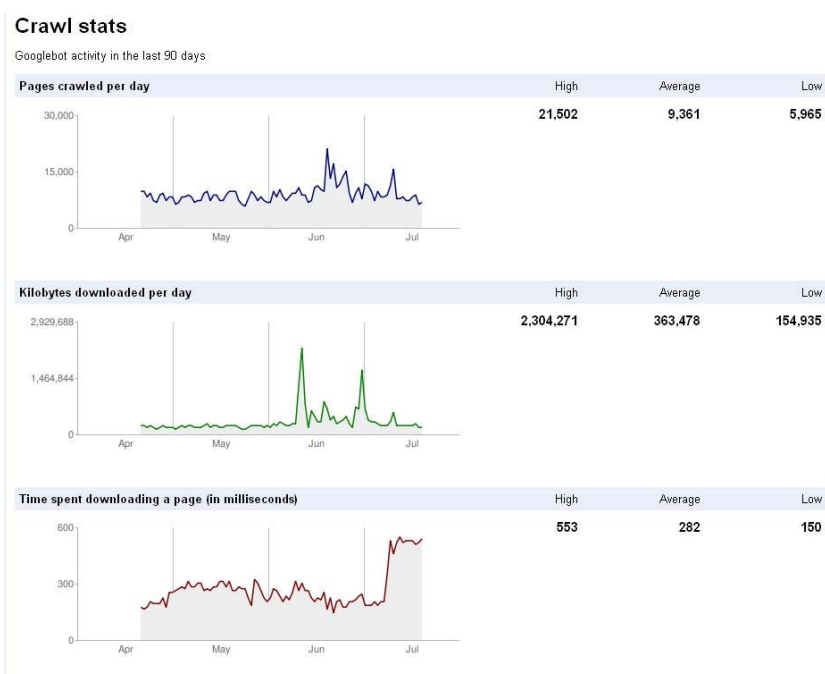 Crawl stats
Googlebot activity in the last 90 days
Pages crawled per day High Average Low
30,000
15,000
0
Apr May Jun Jul
21,502 9,361 5,965
Kilobytes downloaded per day High Average Low
2,929,688
1,464,844
0
Apr May Jun Jul
2,304,271 363,478 154,935
Time spent downloading a page (in milliseconds) High Average Low
600
300
0
Apr May Jun Jul
553 282 150